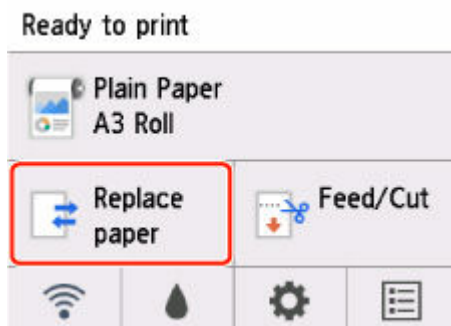 Ready to print
Plain Paper
A3 Roll
Replace
paper
Feed/Cut